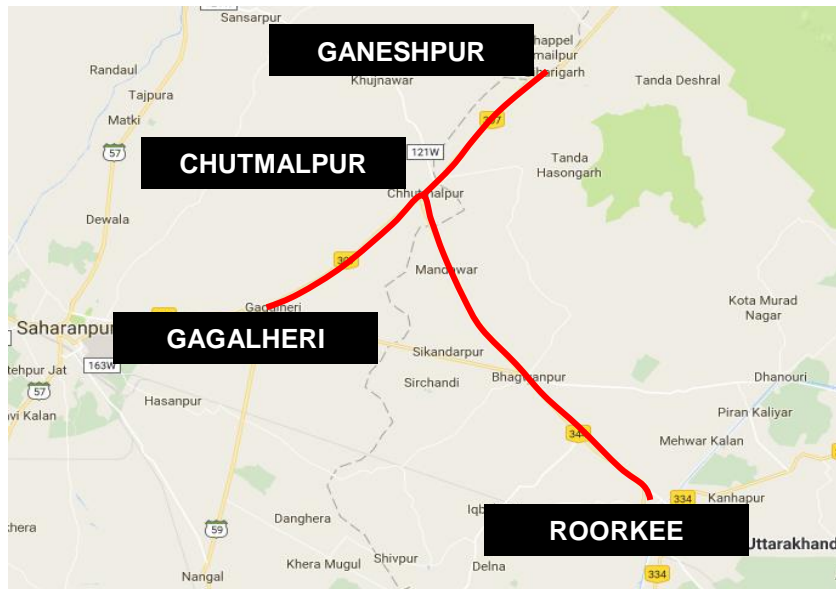 Sansarpur
GANESHPUR
Randaul
Khujnawar
Tanda Deshral
Tajpura
Matki
57
121W
CHUTMALPUR
Tanda
Hasongarh
Dewala
Mandawar
Kota Murad
Nagar
Saharanpur
GAGALHERI
163W
Sikandarpur
Sirchandi
Bhagwanpur
Dhanouri
57
Hasanpur
Piran Kaliyar
Mehwar Kalan
334
Kanhapur
Danghera
59
ROORKEE
Uttarakhand
Khera Mugul
Shivpur
Delna
Nangal
334